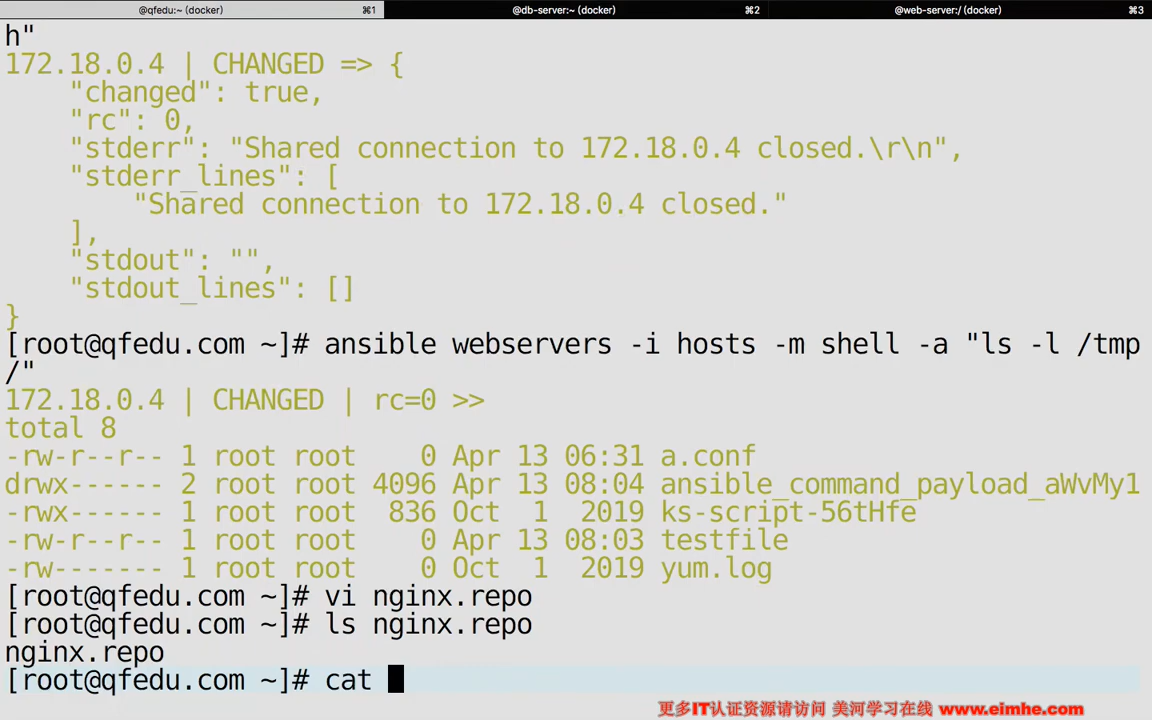 @qfedu:~ (docker) ⌘1 @db-server:~ (docker) ⌘2 @web-server:/ (docker) ⌘3
h"
172.18.0.4 | CHANGED => {
    "changed": true,
    "rc": 0,
    "stderr": "Shared connection to 172.18.0.4 closed.\r\n",
    "stderr_lines": [
        "Shared connection to 172.18.0.4 closed."
    ],
    "stdout": "",
    "stdout_lines": []
}
[root@qfedu.com ~]# ansible webservers -i hosts -m shell -a "ls -l /tmp
/"
172.18.0.4 | CHANGED | rc=0 >>
total 8
-rw-r--r-- 1 root root    0 Apr 13 06:31 a.conf
drwx------ 2 root root 4096 Apr 13 08:04 ansible_command_payload_aWvMy1
-rwx------ 1 root root  836 Oct  1  2019 ks-script-56tHfe
-rw-r--r-- 1 root root    0 Apr 13 08:03 testfile
-rw------- 1 root root    0 Oct  1  2019 yum.log
[root@qfedu.com ~]# vi nginx.repo
[root@qfedu.com ~]# ls nginx.repo
nginx.repo
[root@qfedu.com ~]# cat
更多IT认证资源请访问 美河学习在线 www.eimhe.com